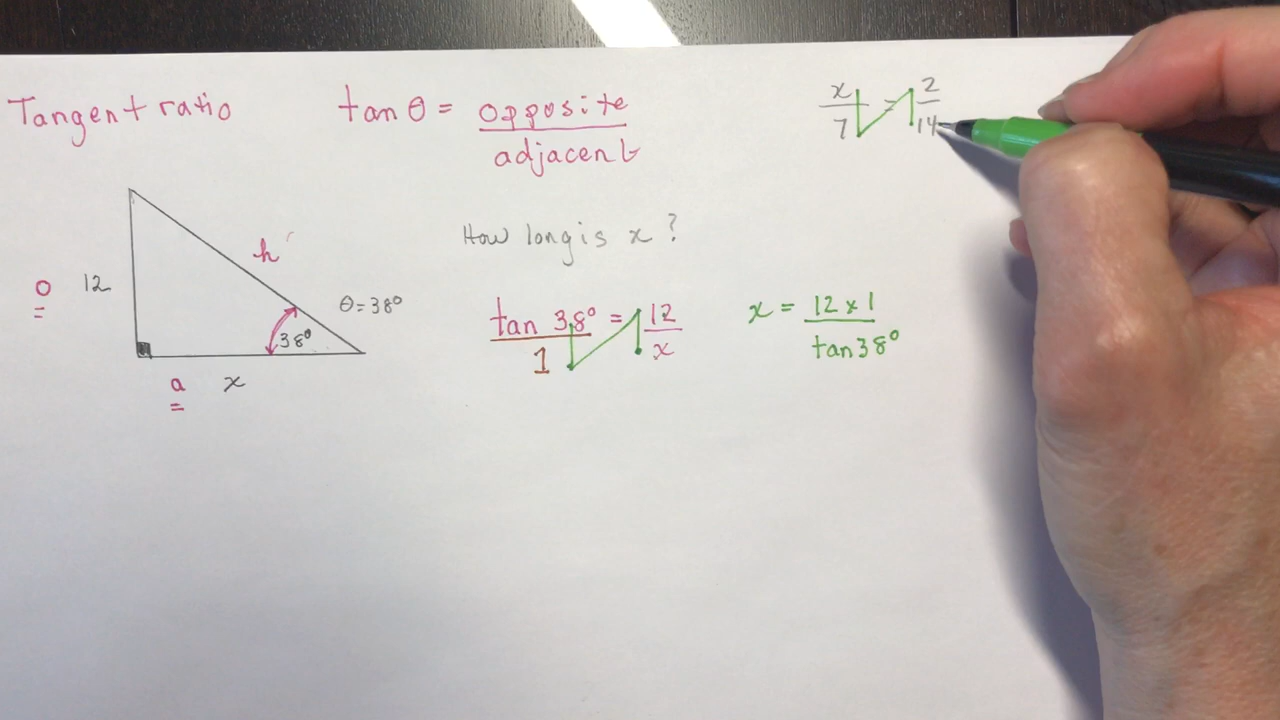 Tangent ratio
tan θ = opposite
adjacent
x = 2
7 14
h
How long is x ?
o 12
θ = 38°
38°
tan 38° = 12
1 x
x = 12 x 1
tan 38°
a x